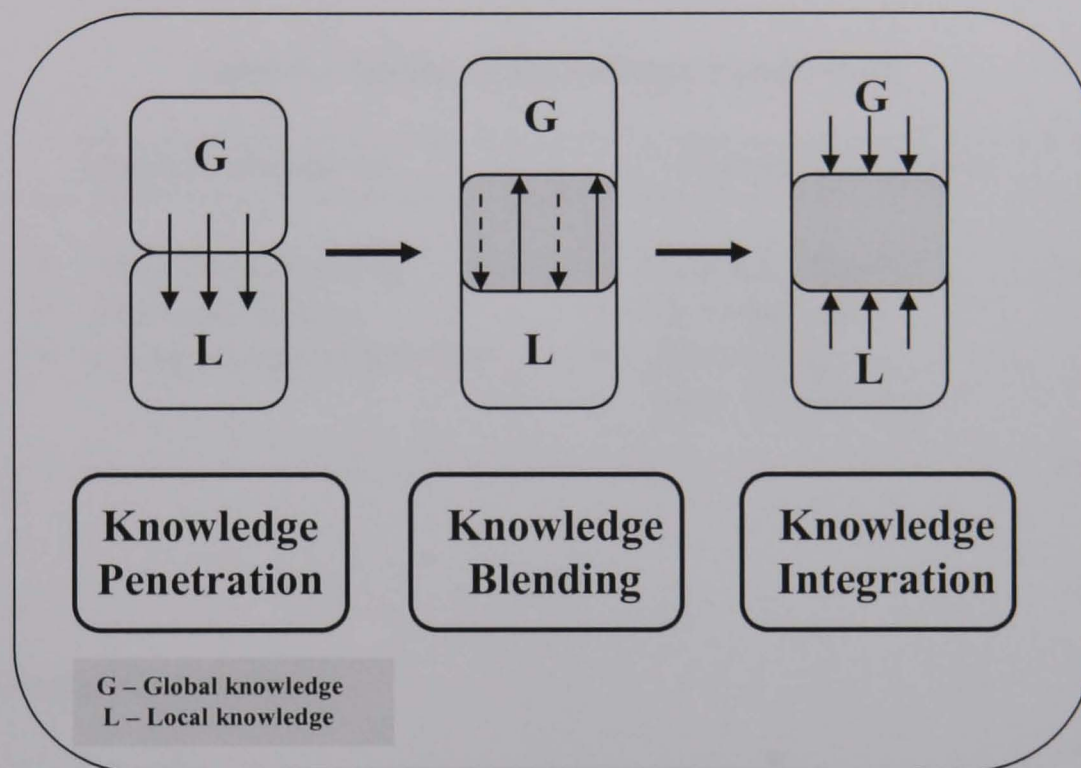 G
L
G
L
G
L
Knowledge
Penetration
Knowledge
Blending
Knowledge
Integration
G – Global knowledge
L – Local knowledge